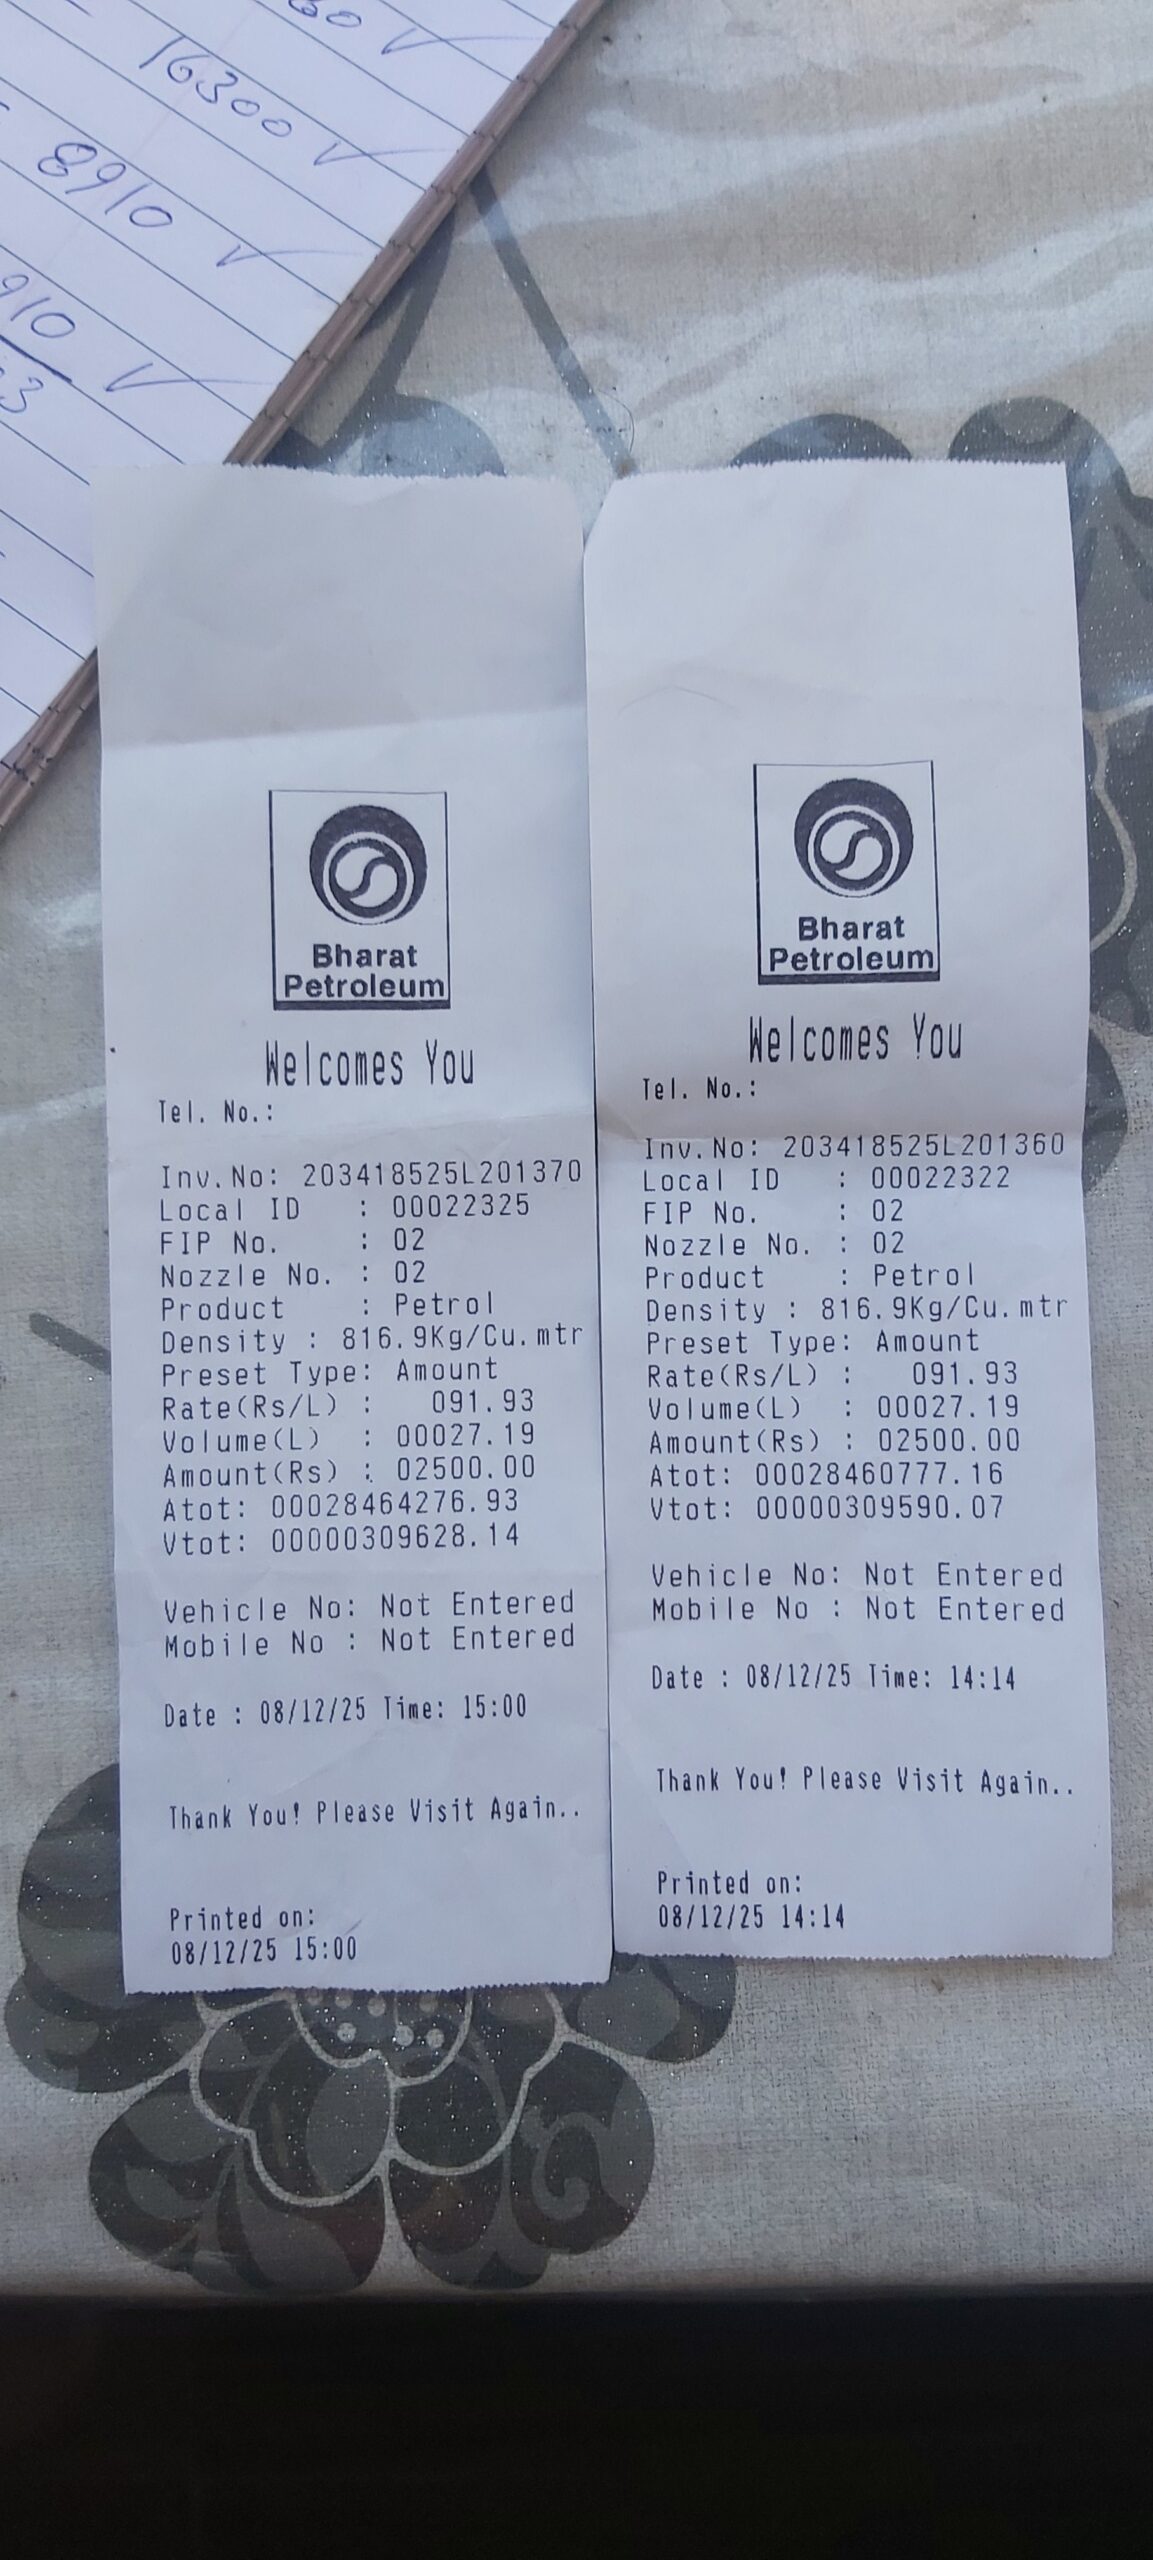 60 ✓
16300 ✓
8910 ✓
910 ✓
3
Bharat
Petroleum
Welcomes You
Tel. No.:
Inv.No: 203418525L201370
Local ID : 00022325
FIP No. : 02
Nozzle No. : 02
Product : Petrol
Density : 816.9Kg/Cu.mtr
Preset Type: Amount
Rate(Rs/L) : 091.93
Volume(L) : 00027.19
Amount(Rs) : 02500.00
Atot: 00028464276.93
Vtot: 00000309628.14
Vehicle No: Not Entered
Mobile No : Not Entered
Date : 08/12/25 Time: 15:00
Thank You! Please Visit Again..
Printed on:
08/12/25 15:00
Bharat
Petroleum
Welcomes You
Tel. No.:
Inv.No: 203418525L201360
Local ID : 00022322
FIP No. : 02
Nozzle No. : 02
Product : Petrol
Density : 816.9Kg/Cu.mtr
Preset Type: Amount
Rate(Rs/L) : 091.93
Volume(L) : 00027.19
Amount(Rs) : 02500.00
Atot: 00028460777.16
Vtot: 00000309590.07
Vehicle No: Not Entered
Mobile No : Not Entered
Date : 08/12/25 Time: 14:14
Thank You! Please Visit Again..
Printed on:
08/12/25 14:14